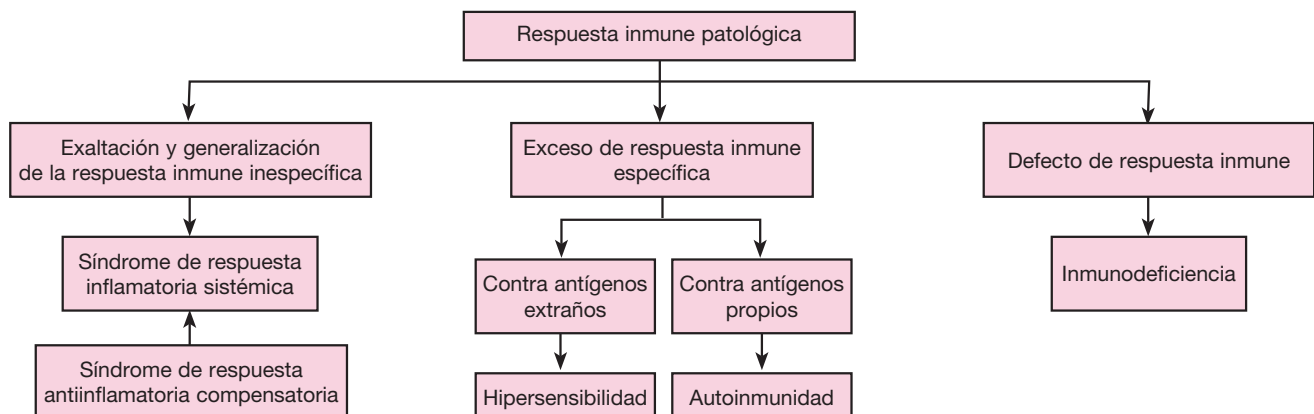 Respuesta inmune patológica
Exaltación y generalización
de la respuesta inmune inespecífica
Exceso de respuesta inmune
específica
Defecto de respuesta inmune
Síndrome de respuesta
inflamatoria sistémica
Contra antígenos
extraños
Contra antígenos
propios
Inmunodeficiencia
Síndrome de respuesta
antiinflamatoria compensatoria
Hipersensibilidad
Autoinmunidad